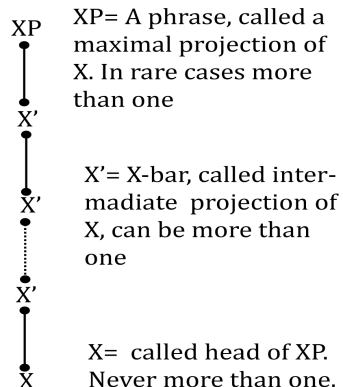 XP
XP= A phrase, called a
maximal projection of
X. In rare cases more
than one
X'
X'= X-bar, called inter-
madiate projection of
X, can be more than
one
X'
X'
X= called head of XP.
Never more than one.
X